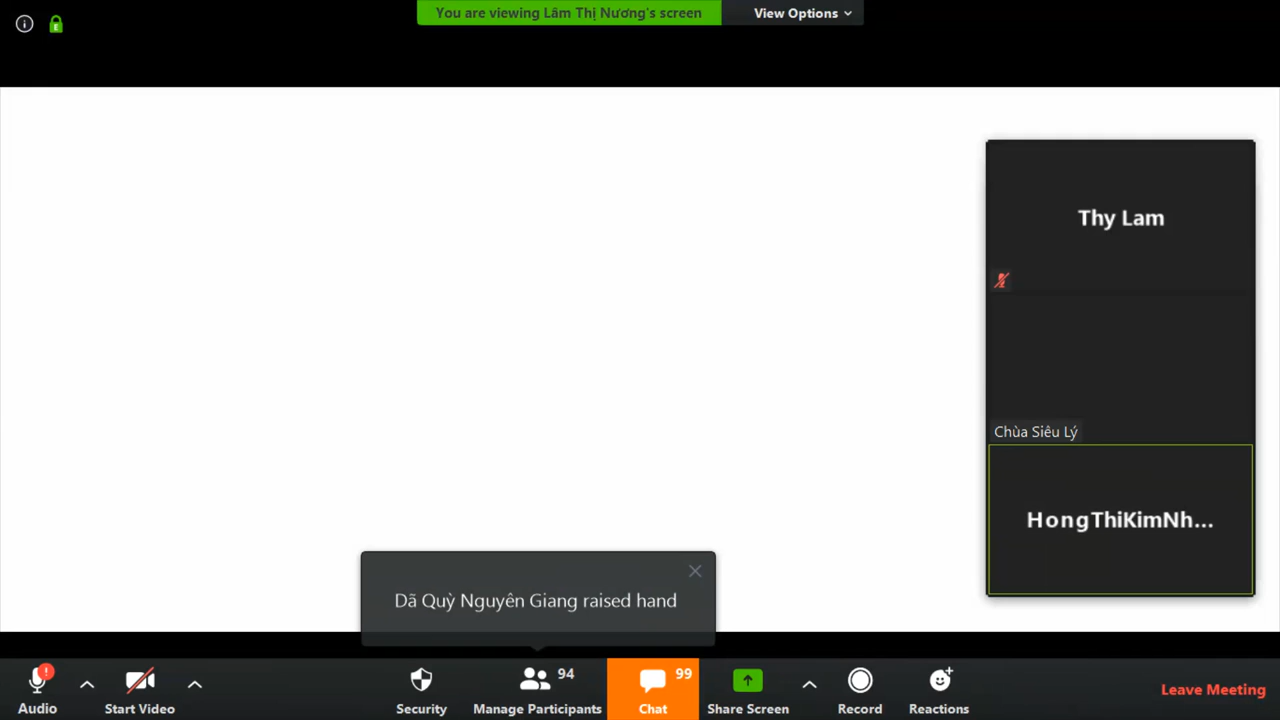 You are viewing Lâm Thị Nương's screen
View Options
Thy Lam
Chùa Siêu Lý
HongThiKimNh...
Dã Quỳ Nguyên Giang raised hand
94
99
Audio
Start Video
Security
Manage Participants
Chat
Share Screen
Record
Reactions
Leave Meeting